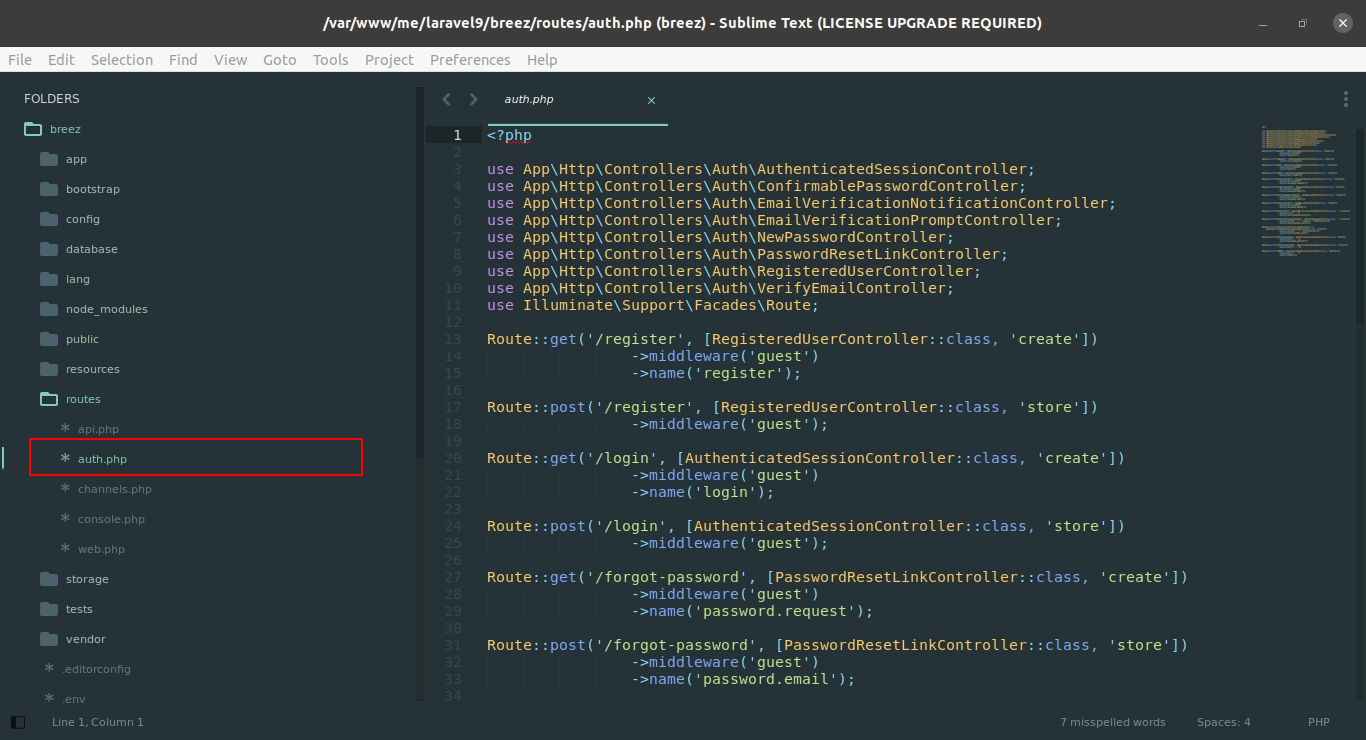 /var/www/me/laravel9/breez/routes/auth.php (breez) - Sublime Text (LICENSE UPGRADE REQUIRED)
File Edit Selection Find View Goto Tools Project Preferences Help
FOLDERS
breez
app
bootstrap
config
database
lang
node_modules
public
resources
routes
* api.php
* auth.php
* channels.php
* console.php
* web.php
storage
tests
vendor
* .editorconfig
* .env
auth.php ×
1 <?php
2
3 use App\Http\Controllers\Auth\AuthenticatedSessionController;
4 use App\Http\Controllers\Auth\ConfirmablePasswordController;
5 use App\Http\Controllers\Auth\EmailVerificationNotificationController;
6 use App\Http\Controllers\Auth\EmailVerificationPromptController;
7 use App\Http\Controllers\Auth\NewPasswordController;
8 use App\Http\Controllers\Auth\PasswordResetLinkController;
9 use App\Http\Controllers\Auth\RegisteredUserController;
10 use App\Http\Controllers\Auth\VerifyEmailController;
11 use Illuminate\Support\Facades\Route;
12
13 Route::get('/register', [RegisteredUserController::class, 'create'])
14 ->middleware('guest')
15 ->name('register');
16
17 Route::post('/register', [RegisteredUserController::class, 'store'])
18 ->middleware('guest');
19
20 Route::get('/login', [AuthenticatedSessionController::class, 'create'])
21 ->middleware('guest')
22 ->name('login');
23
24 Route::post('/login', [AuthenticatedSessionController::class, 'store'])
25 ->middleware('guest');
26
27 Route::get('/forgot-password', [PasswordResetLinkController::class, 'create'])
28 ->middleware('guest')
29 ->name('password.request');
30
31 Route::post('/forgot-password', [PasswordResetLinkController::class, 'store'])
32 ->middleware('guest')
33 ->name('password.email');
34
Line 1, Column 1
7 misspelled words
Spaces: 4
PHP